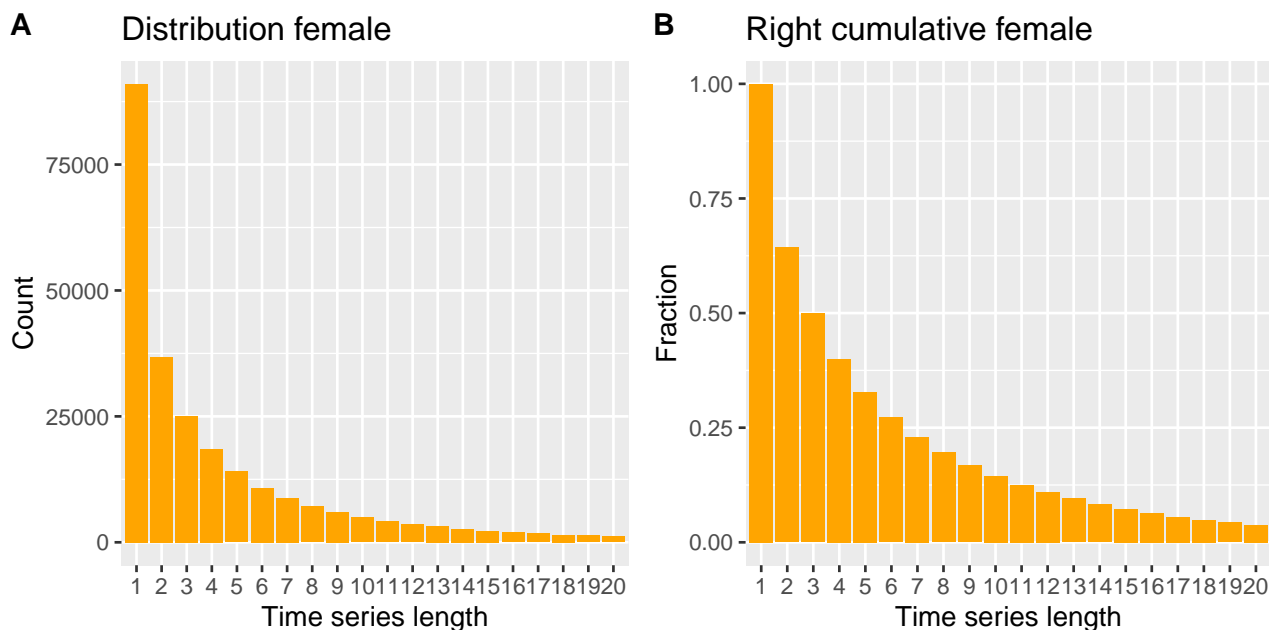 A Distribution female
Count
75000
50000
25000
0
1 2 3 4 5 6 7 8 9 10 11 12 13 14 15 16 17 18 19 20
Time series length
B Right cumulative female
Fraction
1.00
0.75
0.50
0.25
0.00
1 2 3 4 5 6 7 8 9 10 11 12 13 14 15 16 17 18 19 20
Time series length